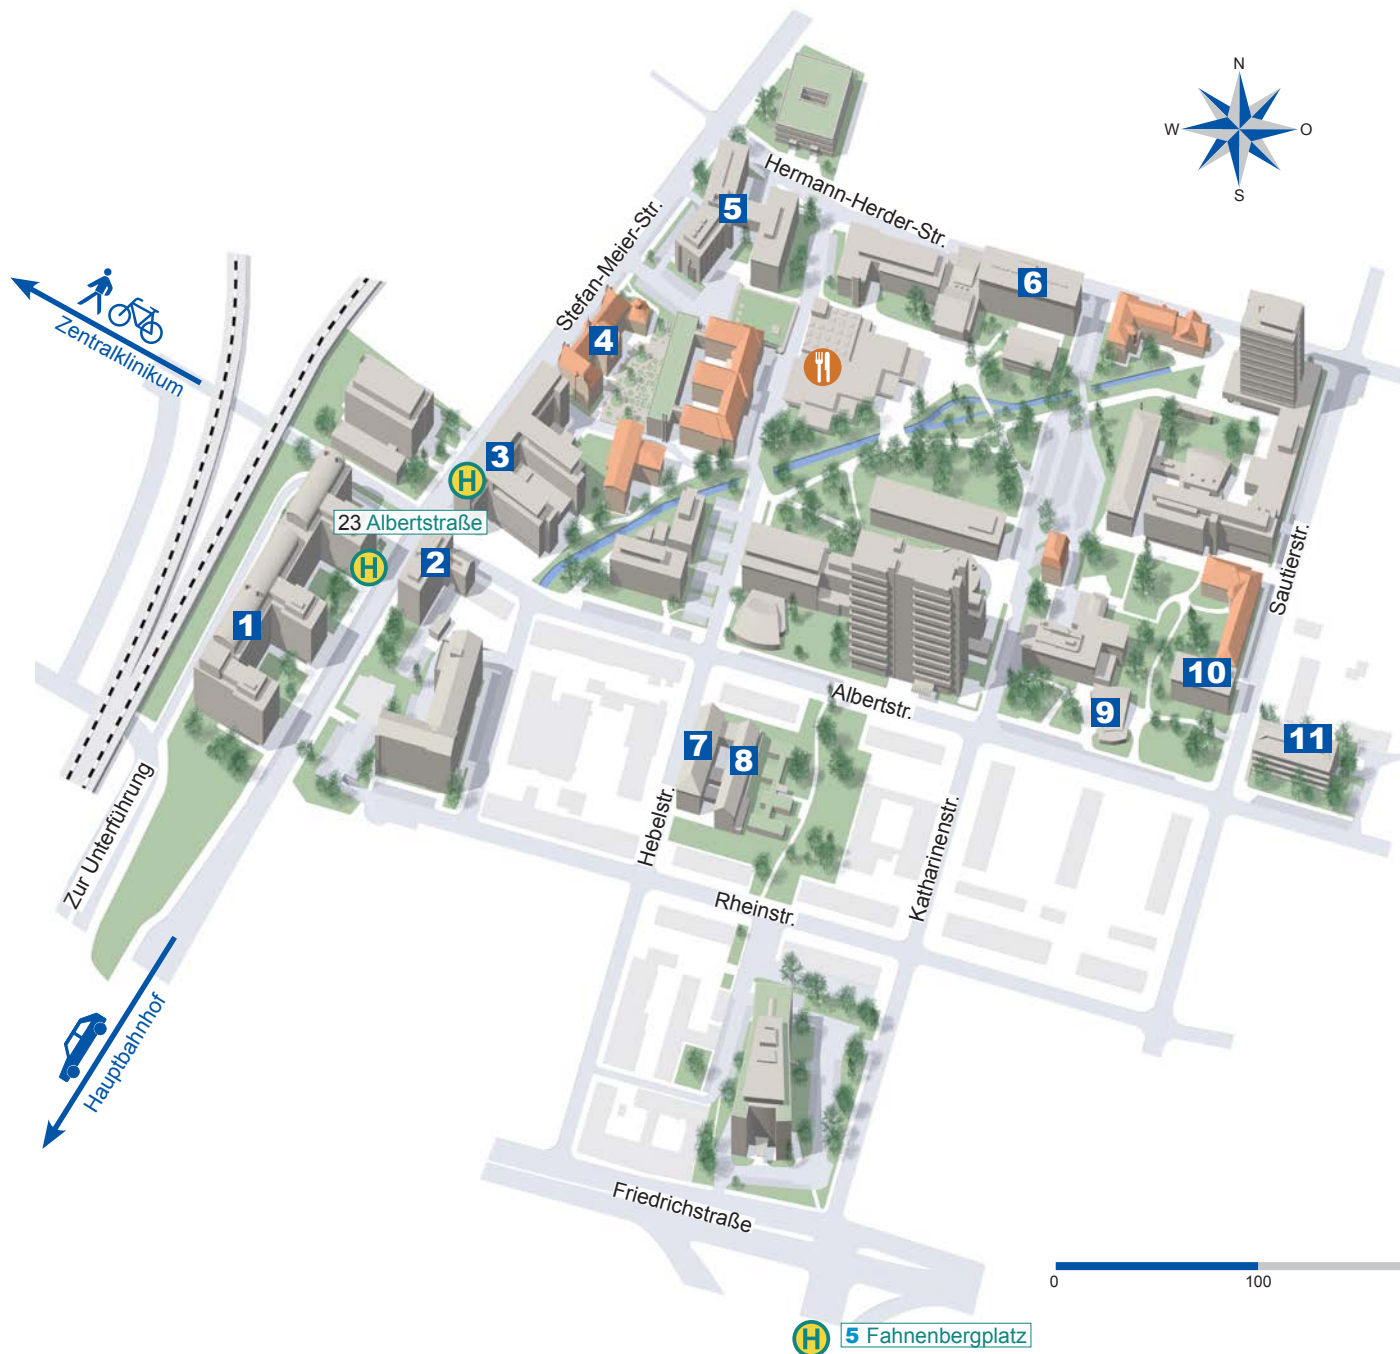 N
W
O
S
Hermann-Herder-Str.
5
Stefan-Meier-Str.
6
Zentralklinikum
4
3
H
23 Albertstraße
H
2
1
Sautierstr.
10
Albertstr.
9
7
8
11
Hebelstr.
Katharinenstr.
Zur Unterführung
Rheinstr.
Hauptbahnhof
Friedrichstraße
0
100
H
5 Fahnenbergplatz